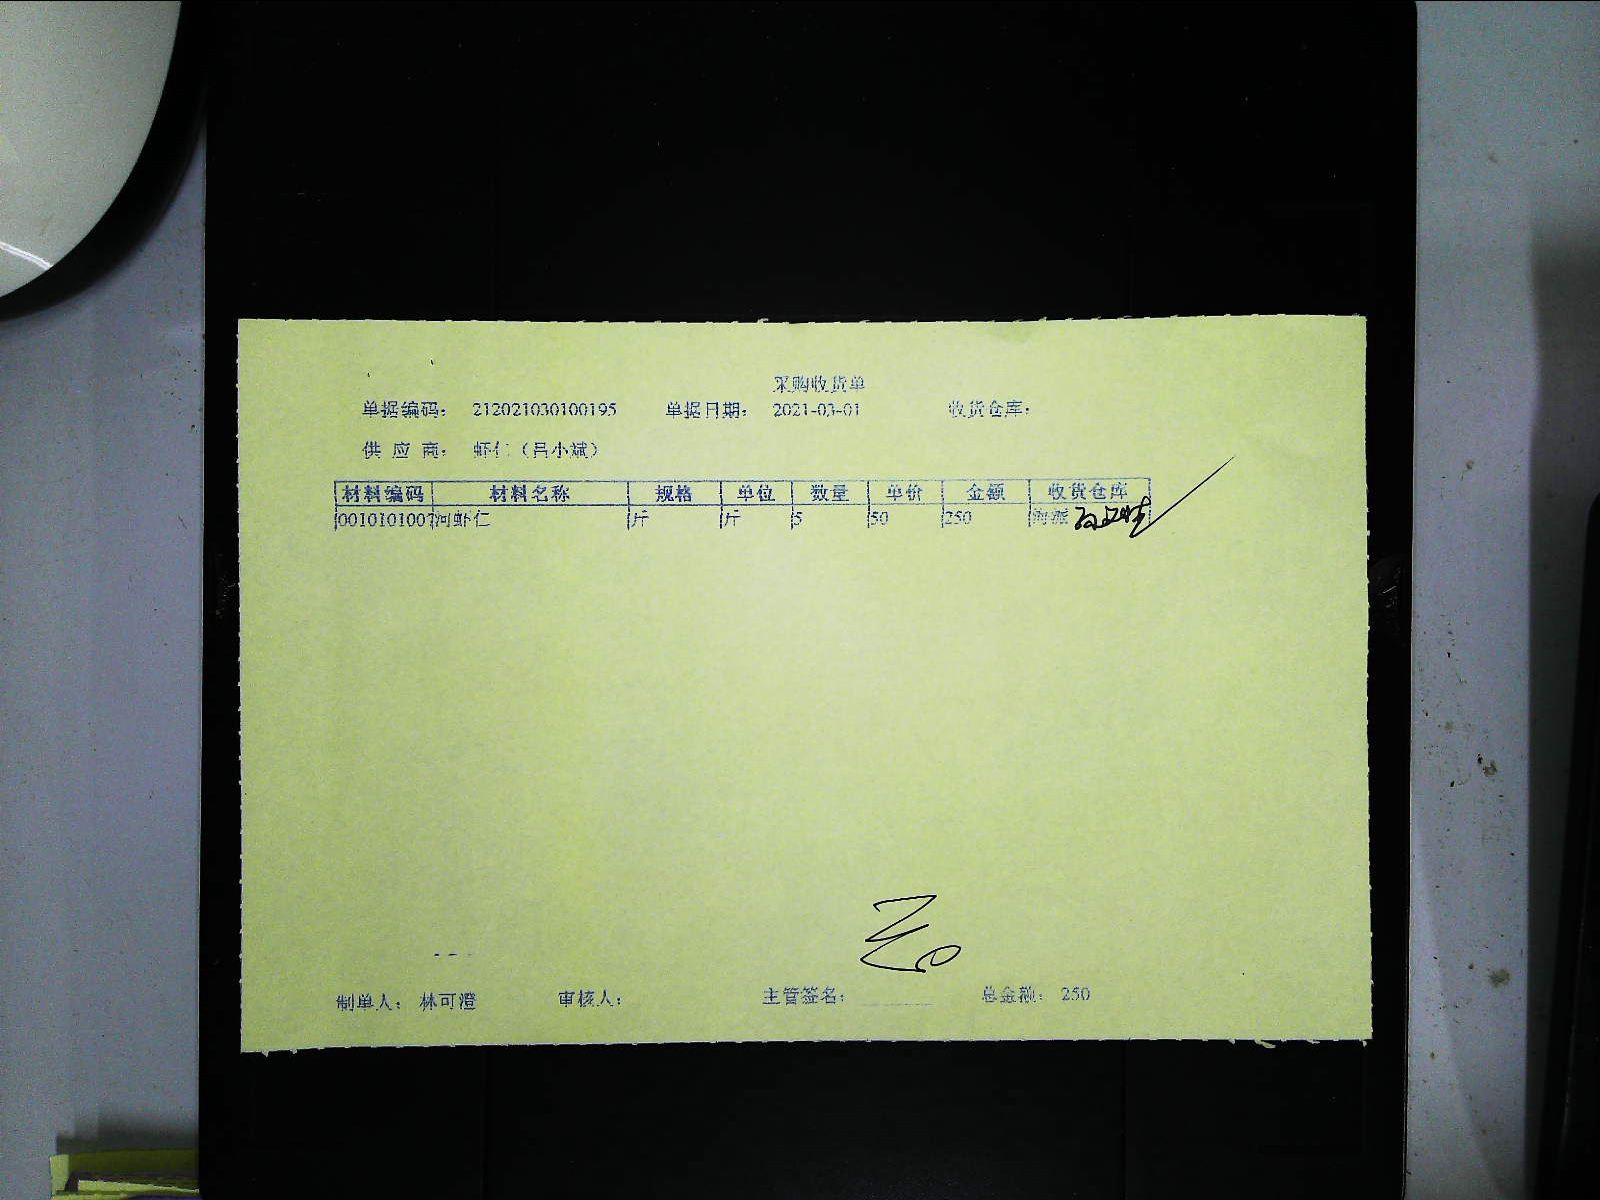 采购收货单
单据编码： 212021030100195 单据日期： 2021-03-01 收货仓库：
供应商： 虾仁（吕小斌）
材料编码 材料名称 规格 单位 数量 单价 金额 收货仓库
0010101007 河虾仁 斤 斤 5 50 250 海派
制单人： 林可澄 审核人： 主管签名： 总金额： 250